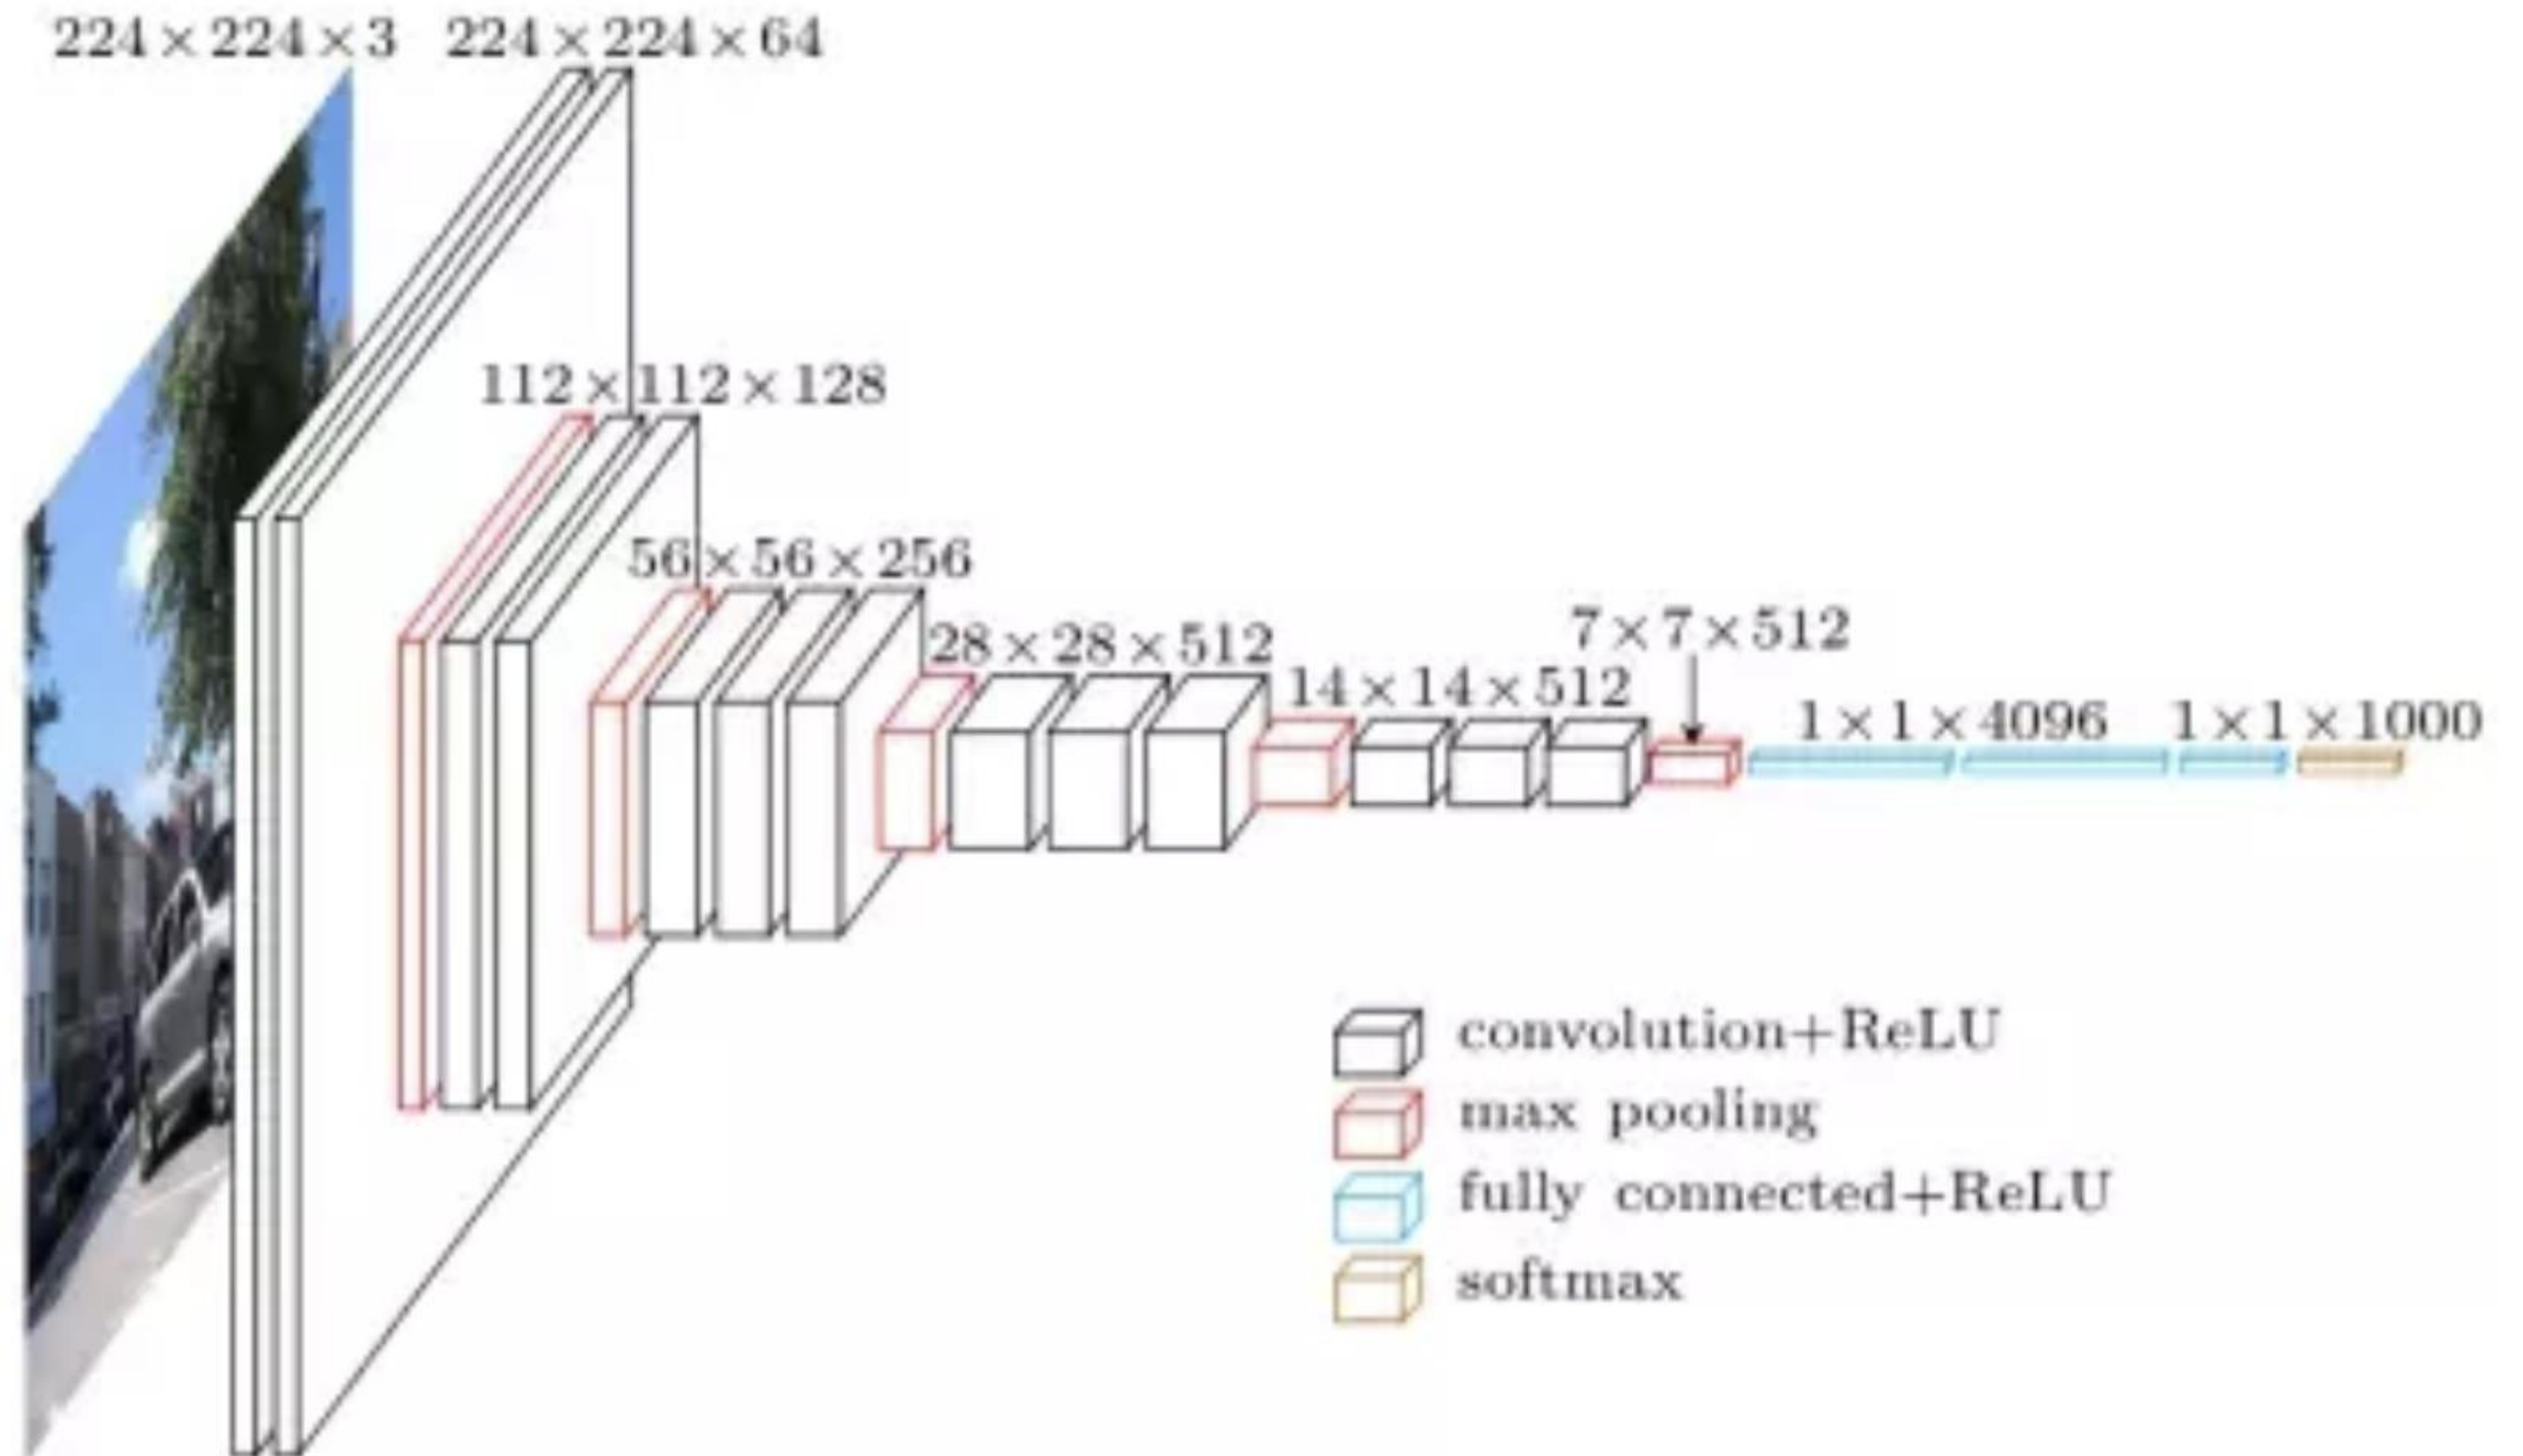 224×224×3
224×224×64
112×112×128
56×56×256
28×28×512
14×14×512
7×7×512
1×1×4096
1×1×1000
convolution+ReLU
max pooling
fully connected+ReLU
softmax